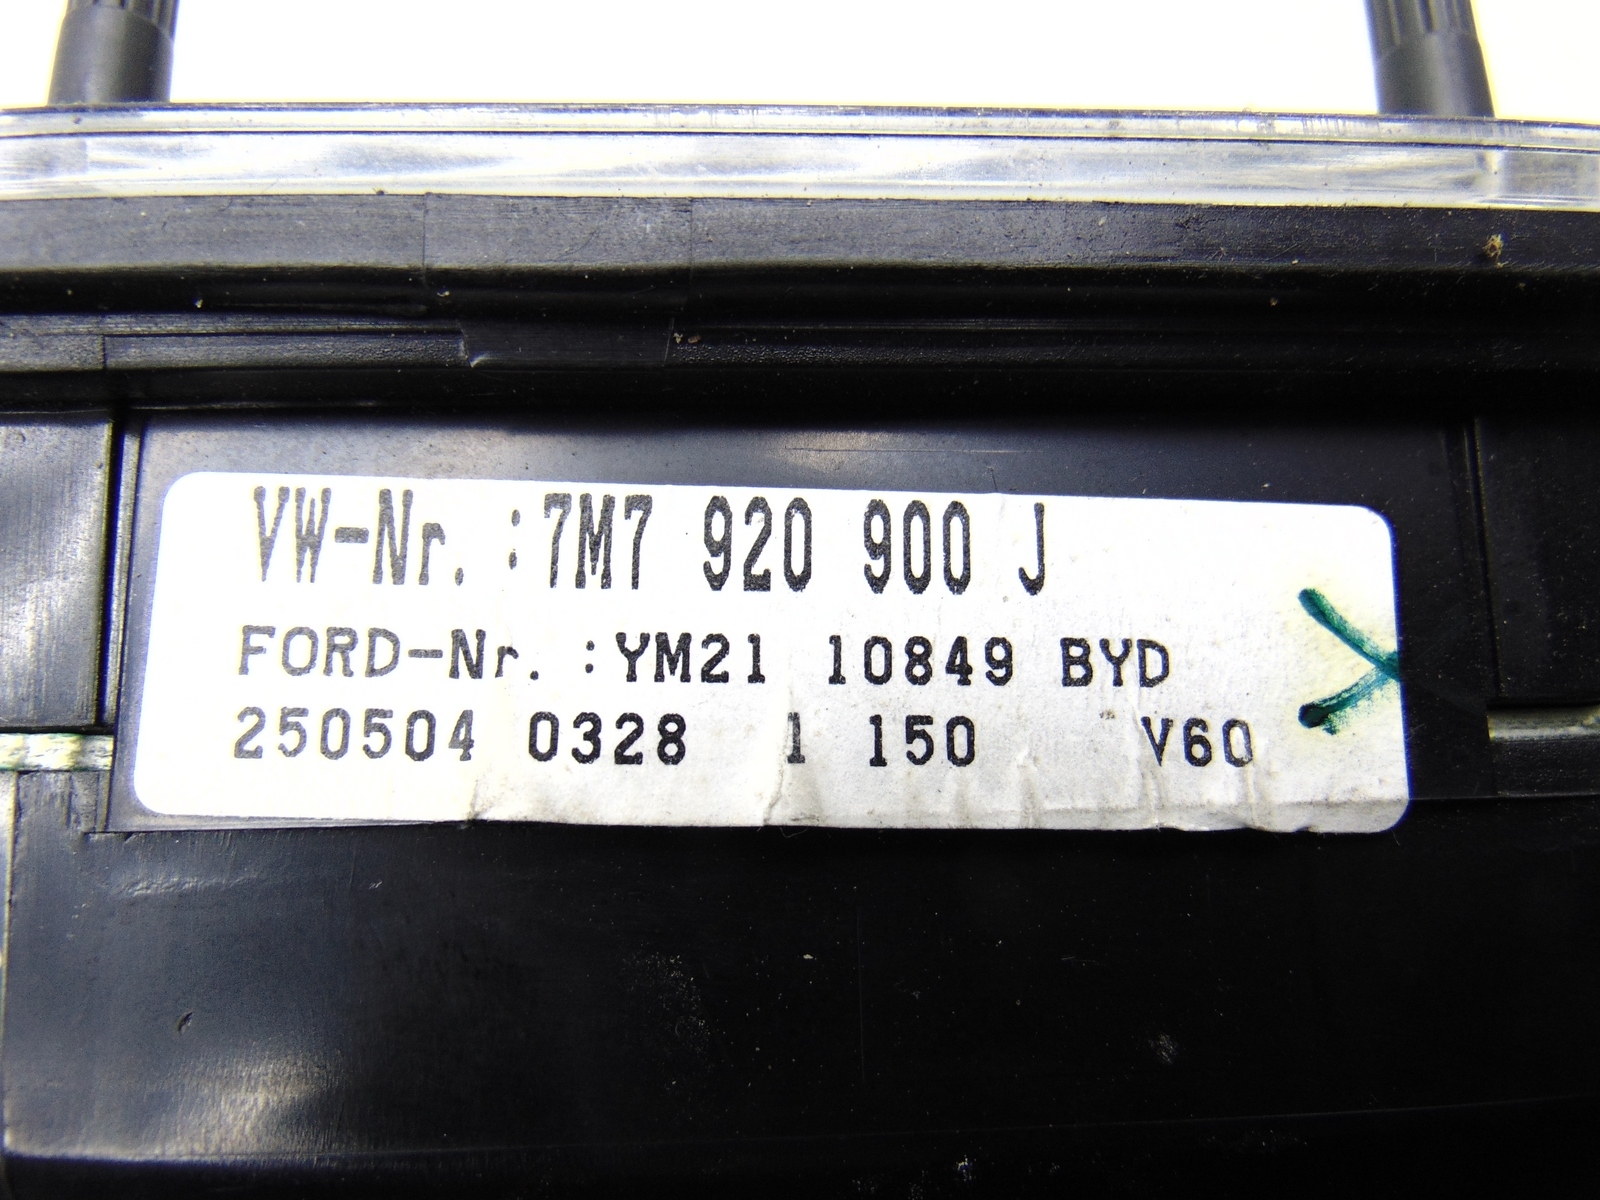 VW-Nr. :7M7 920 900 J
FORD-Nr. :YM21 10849 BYD
250504 0328 1 150 V60